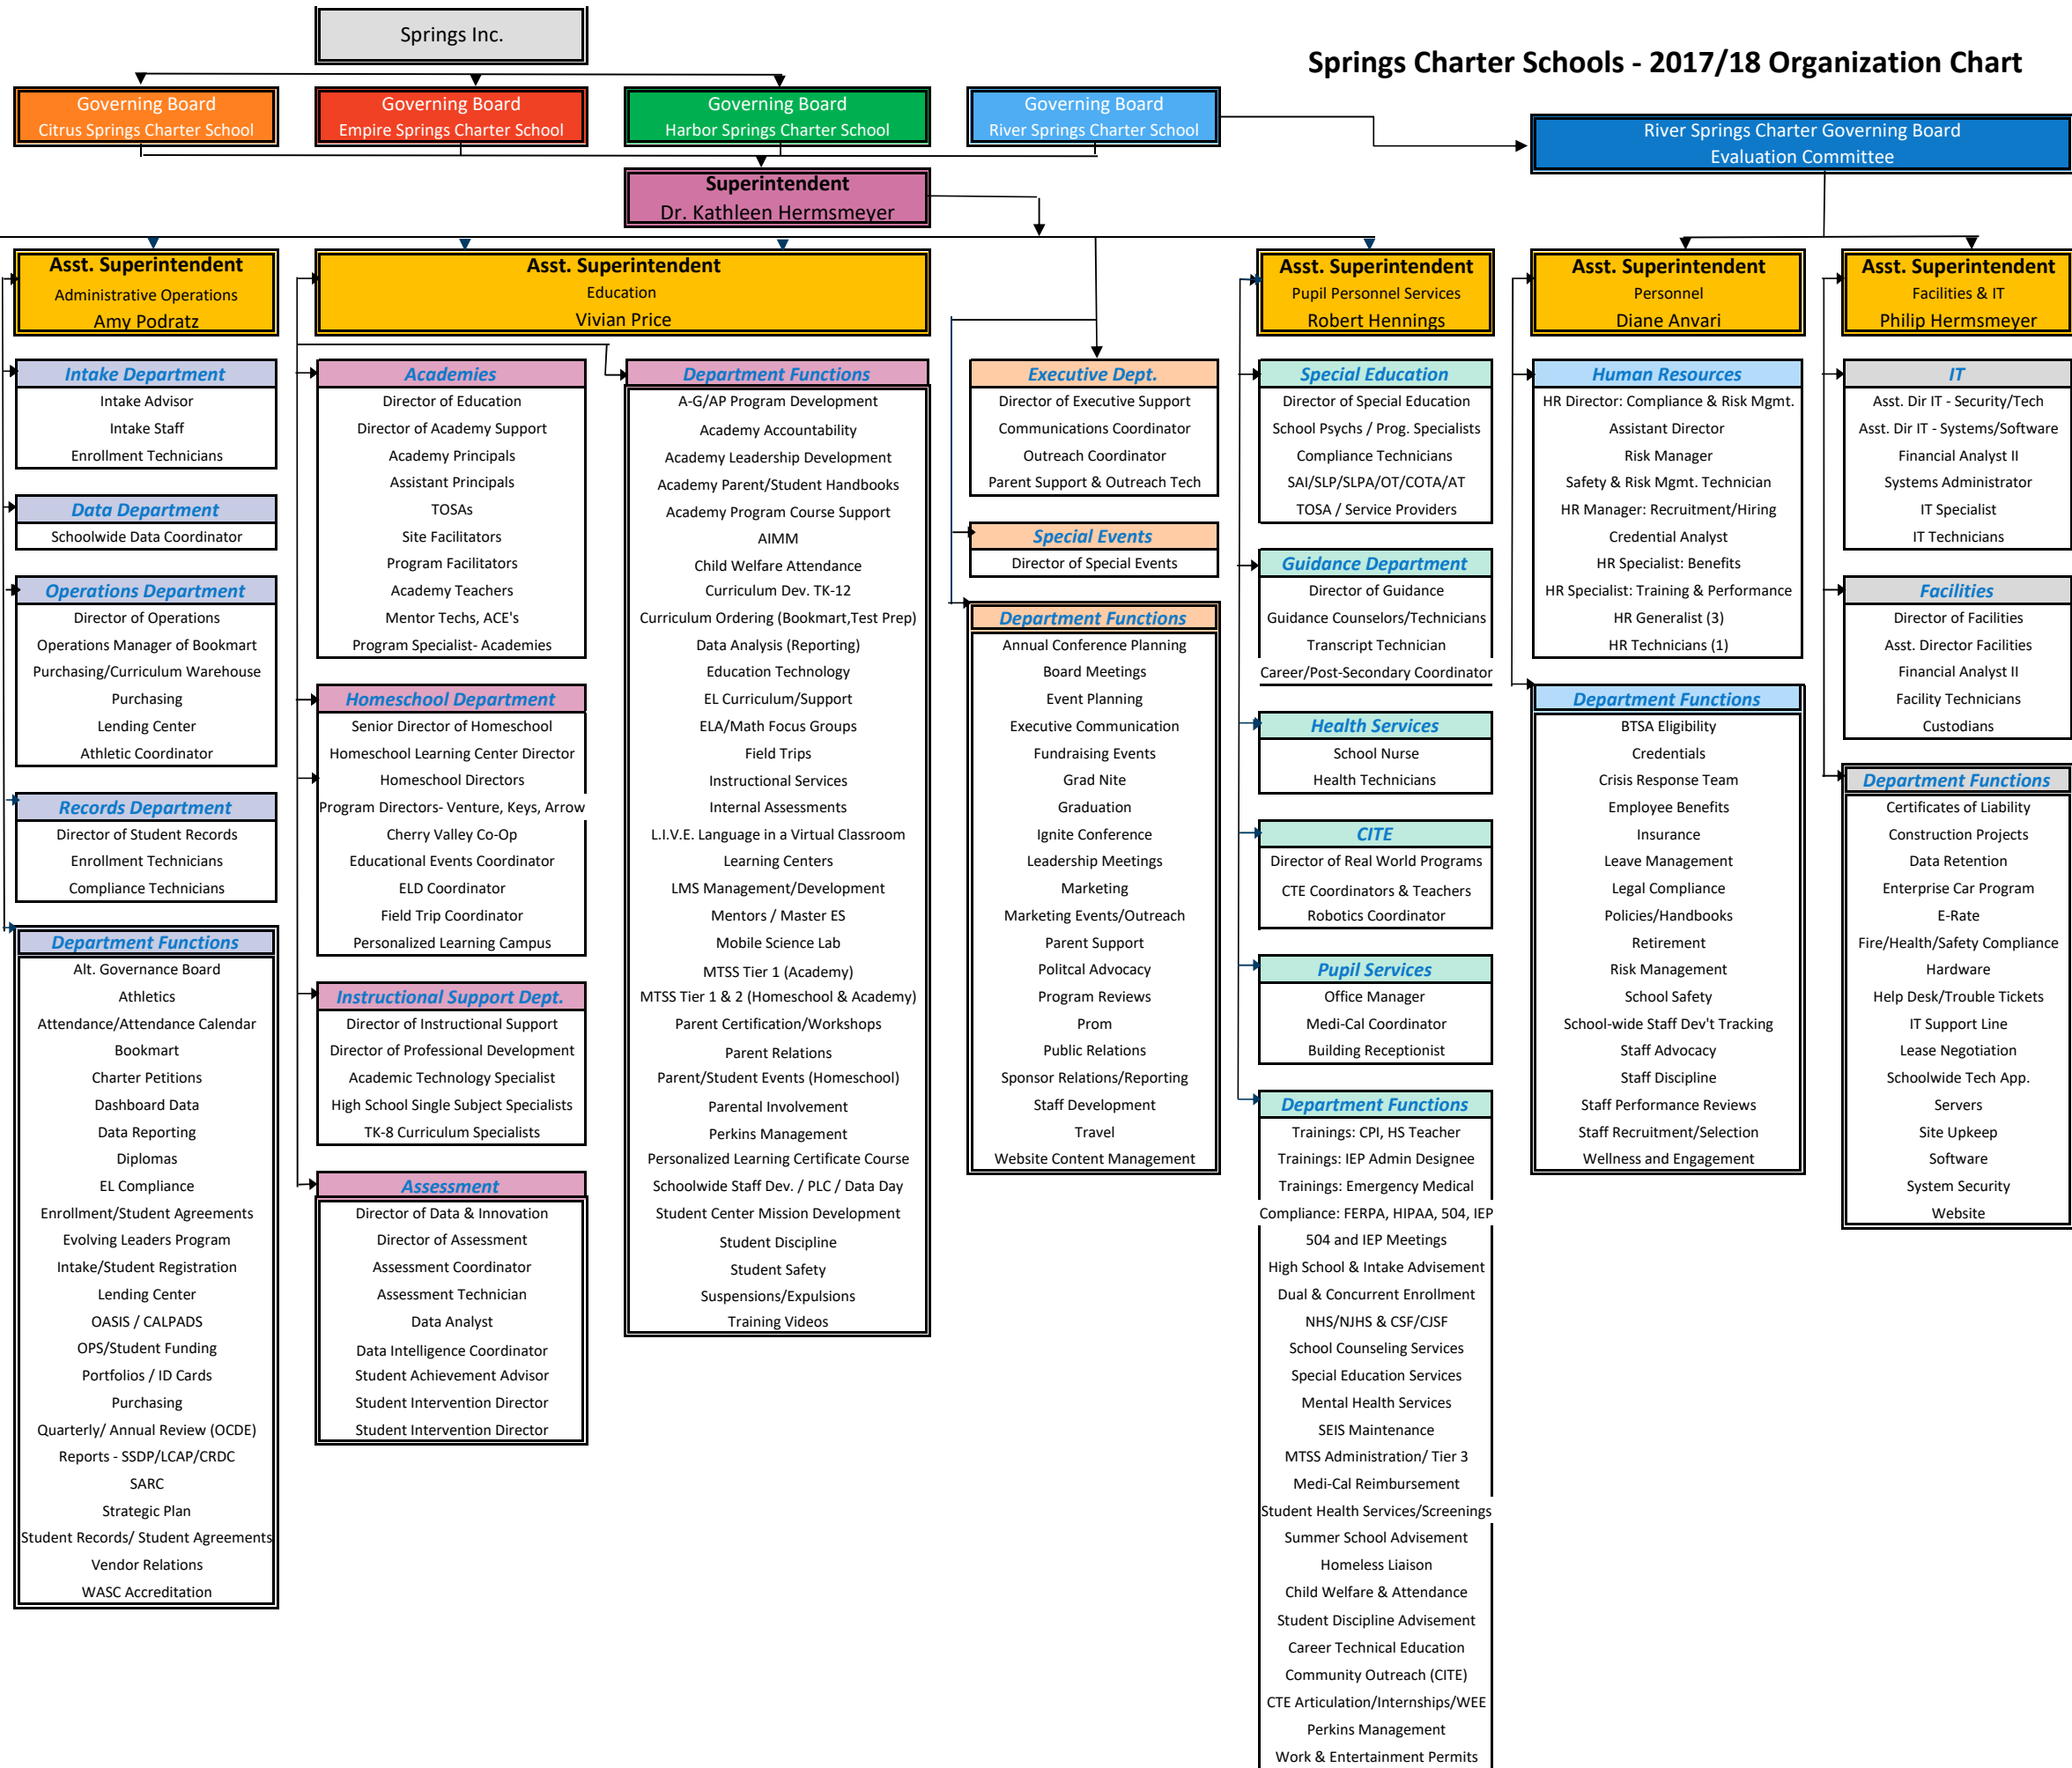 Springs Inc.
Springs Charter Schools - 2017/18 Organization Chart
Governing Board
Citrus Springs Charter School
Governing Board
Empire Springs Charter School
Governing Board
Harbor Springs Charter School
Governing Board
River Springs Charter School
River Springs Charter Governing Board
Evaluation Committee
Superintendent
Dr. Kathleen Hermsmeyer
Asst. Superintendent
Administrative Operations
Amy Podratz
Intake Department
Intake Advisor
Intake Staff
Enrollment Technicians
Data Department
Schoolwide Data Coordinator
Operations Department
Director of Operations
Operations Manager of Bookmart
Purchasing/Curriculum Warehouse
Purchasing
Lending Center
Athletic Coordinator
Records Department
Director of Student Records
Enrollment Technicians
Compliance Technicians
Department Functions
Alt. Governance Board
Athletics
Attendance/Attendance Calendar
Bookmart
Charter Petitions
Dashboard Data
Data Reporting
Diplomas
EL Compliance
Enrollment/Student Agreements
Evolving Leaders Program
Intake/Student Registration
Lending Center
OASIS / CALPADS
OPS/Student Funding
Portfolios / ID Cards
Purchasing
Quarterly/ Annual Review (OCDE)
Reports - SSDP/LCAP/CRDC
SARC
Strategic Plan
Student Records/ Student Agreements
Vendor Relations
WASC Accreditation
Asst. Superintendent
Education
Vivian Price
Academies
Director of Education
Director of Academy Support
Academy Principals
Assistant Principals
TOSAs
Site Facilitators
Program Facilitators
Academy Teachers
Mentor Techs, ACE's
Program Specialist- Academies
Homeschool Department
Senior Director of Homeschool
Homeschool Learning Center Director
Homeschool Directors
Program Directors- Venture, Keys, Arrow
Cherry Valley Co-Op
Educational Events Coordinator
ELD Coordinator
Field Trip Coordinator
Personalized Learning Campus
Instructional Support Dept.
Director of Instructional Support
Director of Professional Development
Academic Technology Specialist
High School Single Subject Specialists
TK-8 Curriculum Specialists
Assessment
Director of Data & Innovation
Director of Assessment
Assessment Coordinator
Assessment Technician
Data Analyst
Data Intelligence Coordinator
Student Achievement Advisor
Student Intervention Director
Student Intervention Director
Department Functions
A-G/AP Program Development
Academy Accountability
Academy Leadership Development
Academy Parent/Student Handbooks
Academy Program Course Support
AIMM
Child Welfare Attendance
Curriculum Dev. TK-12
Curriculum Ordering (Bookmart,Test Prep)
Data Analysis (Reporting)
Education Technology
EL Curriculum/Support
ELA/Math Focus Groups
Field Trips
Instructional Services
Internal Assessments
L.I.V.E. Language in a Virtual Classroom
Learning Centers
LMS Management/Development
Mentors / Master ES
Mobile Science Lab
MTSS Tier 1 (Academy)
MTSS Tier 1 & 2 (Homeschool & Academy)
Parent Certification/Workshops
Parent Relations
Parent/Student Events (Homeschool)
Parental Involvement
Perkins Management
Personalized Learning Certificate Course
Schoolwide Staff Dev. / PLC / Data Day
Student Center Mission Development
Student Discipline
Student Safety
Suspensions/Expulsions
Training Videos
Executive Dept.
Director of Executive Support
Communications Coordinator
Outreach Coordinator
Parent Support & Outreach Tech
Special Events
Director of Special Events
Department Functions
Annual Conference Planning
Board Meetings
Event Planning
Executive Communication
Fundraising Events
Grad Nite
Graduation
Ignite Conference
Leadership Meetings
Marketing
Marketing Events/Outreach
Parent Support
Politcal Advocacy
Program Reviews
Prom
Public Relations
Sponsor Relations/Reporting
Staff Development
Travel
Website Content Management
Asst. Superintendent
Pupil Personnel Services
Robert Hennings
Special Education
Director of Special Education
School Psychs / Prog. Specialists
Compliance Technicians
SAI/SLP/SLPA/OT/COTA/AT
TOSA / Service Providers
Guidance Department
Director of Guidance
Guidance Counselors/Technicians
Transcript Technician
Career/Post-Secondary Coordinator
Health Services
School Nurse
Health Technicians
CITE
Director of Real World Programs
CTE Coordinators & Teachers
Robotics Coordinator
Pupil Services
Office Manager
Medi-Cal Coordinator
Building Receptionist
Department Functions
Trainings: CPI, HS Teacher
Trainings: IEP Admin Designee
Trainings: Emergency Medical
Compliance: FERPA, HIPAA, 504, IEP
504 and IEP Meetings
High School & Intake Advisement
Dual & Concurrent Enrollment
NHS/NJHS & CSF/CJSF
School Counseling Services
Special Education Services
Mental Health Services
SEIS Maintenance
MTSS Administration/ Tier 3
Medi-Cal Reimbursement
Student Health Services/Screenings
Summer School Advisement
Homeless Liaison
Child Welfare & Attendance
Student Discipline Advisement
Career Technical Education
Community Outreach (CITE)
CTE Articulation/Internships/WEE
Perkins Management
Work & Entertainment Permits
Asst. Superintendent
Personnel
Diane Anvari
Human Resources
HR Director: Compliance & Risk Mgmt.
Assistant Director
Risk Manager
Safety & Risk Mgmt. Technician
HR Manager: Recruitment/Hiring
Credential Analyst
HR Specialist: Benefits
HR Specialist: Training & Performance
HR Generalist (3)
HR Technicians (1)
Department Functions
BTSA Eligibility
Credentials
Crisis Response Team
Employee Benefits
Insurance
Leave Management
Legal Compliance
Policies/Handbooks
Retirement
Risk Management
School Safety
School-wide Staff Dev't Tracking
Staff Advocacy
Staff Discipline
Staff Performance Reviews
Staff Recruitment/Selection
Wellness and Engagement
Asst. Superintendent
Facilities & IT
Philip Hermsmeyer
IT
Asst. Dir IT - Security/Tech
Asst. Dir IT - Systems/Software
Financial Analyst II
Systems Administrator
IT Specialist
IT Technicians
Facilities
Director of Facilities
Asst. Director Facilities
Financial Analyst II
Facility Technicians
Custodians
Department Functions
Certificates of Liability
Construction Projects
Data Retention
Enterprise Car Program
E-Rate
Fire/Health/Safety Compliance
Hardware
Help Desk/Trouble Tickets
IT Support Line
Lease Negotiation
Schoolwide Tech App.
Servers
Site Upkeep
Software
System Security
Website